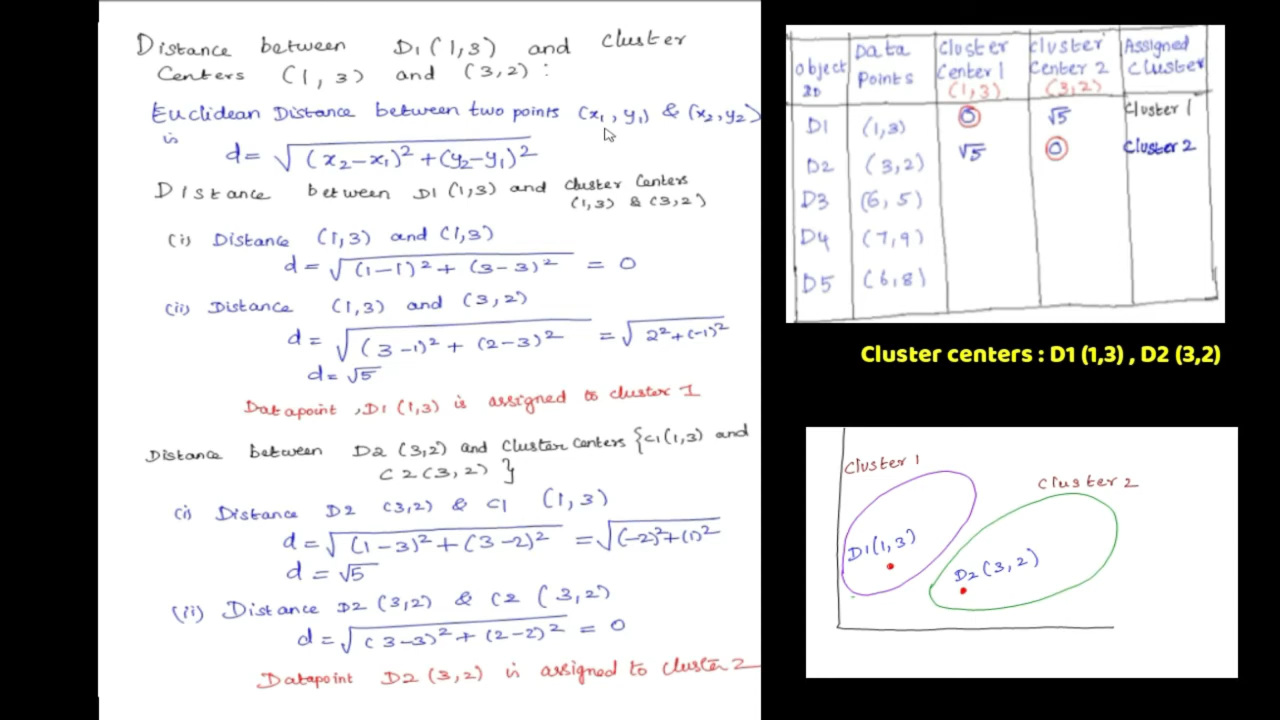 Distance between D1(1,3) and Cluster
Centers (1,3) and (3,2) :
Euclidean Distance between two points (x₁,y₁) & (x₂,y₂)
is
d = √(x₂-x₁)² + (y₂-y₁)²
Distance between D1(1,3) and cluster Centers
(1,3) & (3,2)
(i) Distance (1,3) and (1,3)
d = √(1-1)² + (3-3)² = 0
(ii) Distance (1,3) and (3,2)
d = √(3-1)² + (2-3)² = √2²+(-1)²
d = √5
Datapoint, D1(1,3) is assigned to cluster 1
Distance between D2 (3,2) and Cluster Centers {C1(1,3) and
C2(3,2)}
(i) Distance D2 (3,2) & C1 (1,3)
d = √(1-3)² + (3-2)² = √(-2)²+(1)²
d = √5
(ii) Distance D2 (3,2) & C2 (3,2)
d = √(3-3)² + (2-2)² = 0
Datapoint D2 (3,2) is assigned to cluster 2
Object ID Data Points Cluster Center 1 (1,3) Cluster Center 2 (3,2) Assigned Cluster
D1 (1,3) 0 √5 Cluster 1
D2 (3,2) √5 0 Cluster 2
D3 (6,5)
D4 (7,9)
D5 (6,8)
Cluster centers : D1 (1,3) , D2 (3,2)
Cluster 1
Cluster 2
D1(1,3)
D2(3,2)